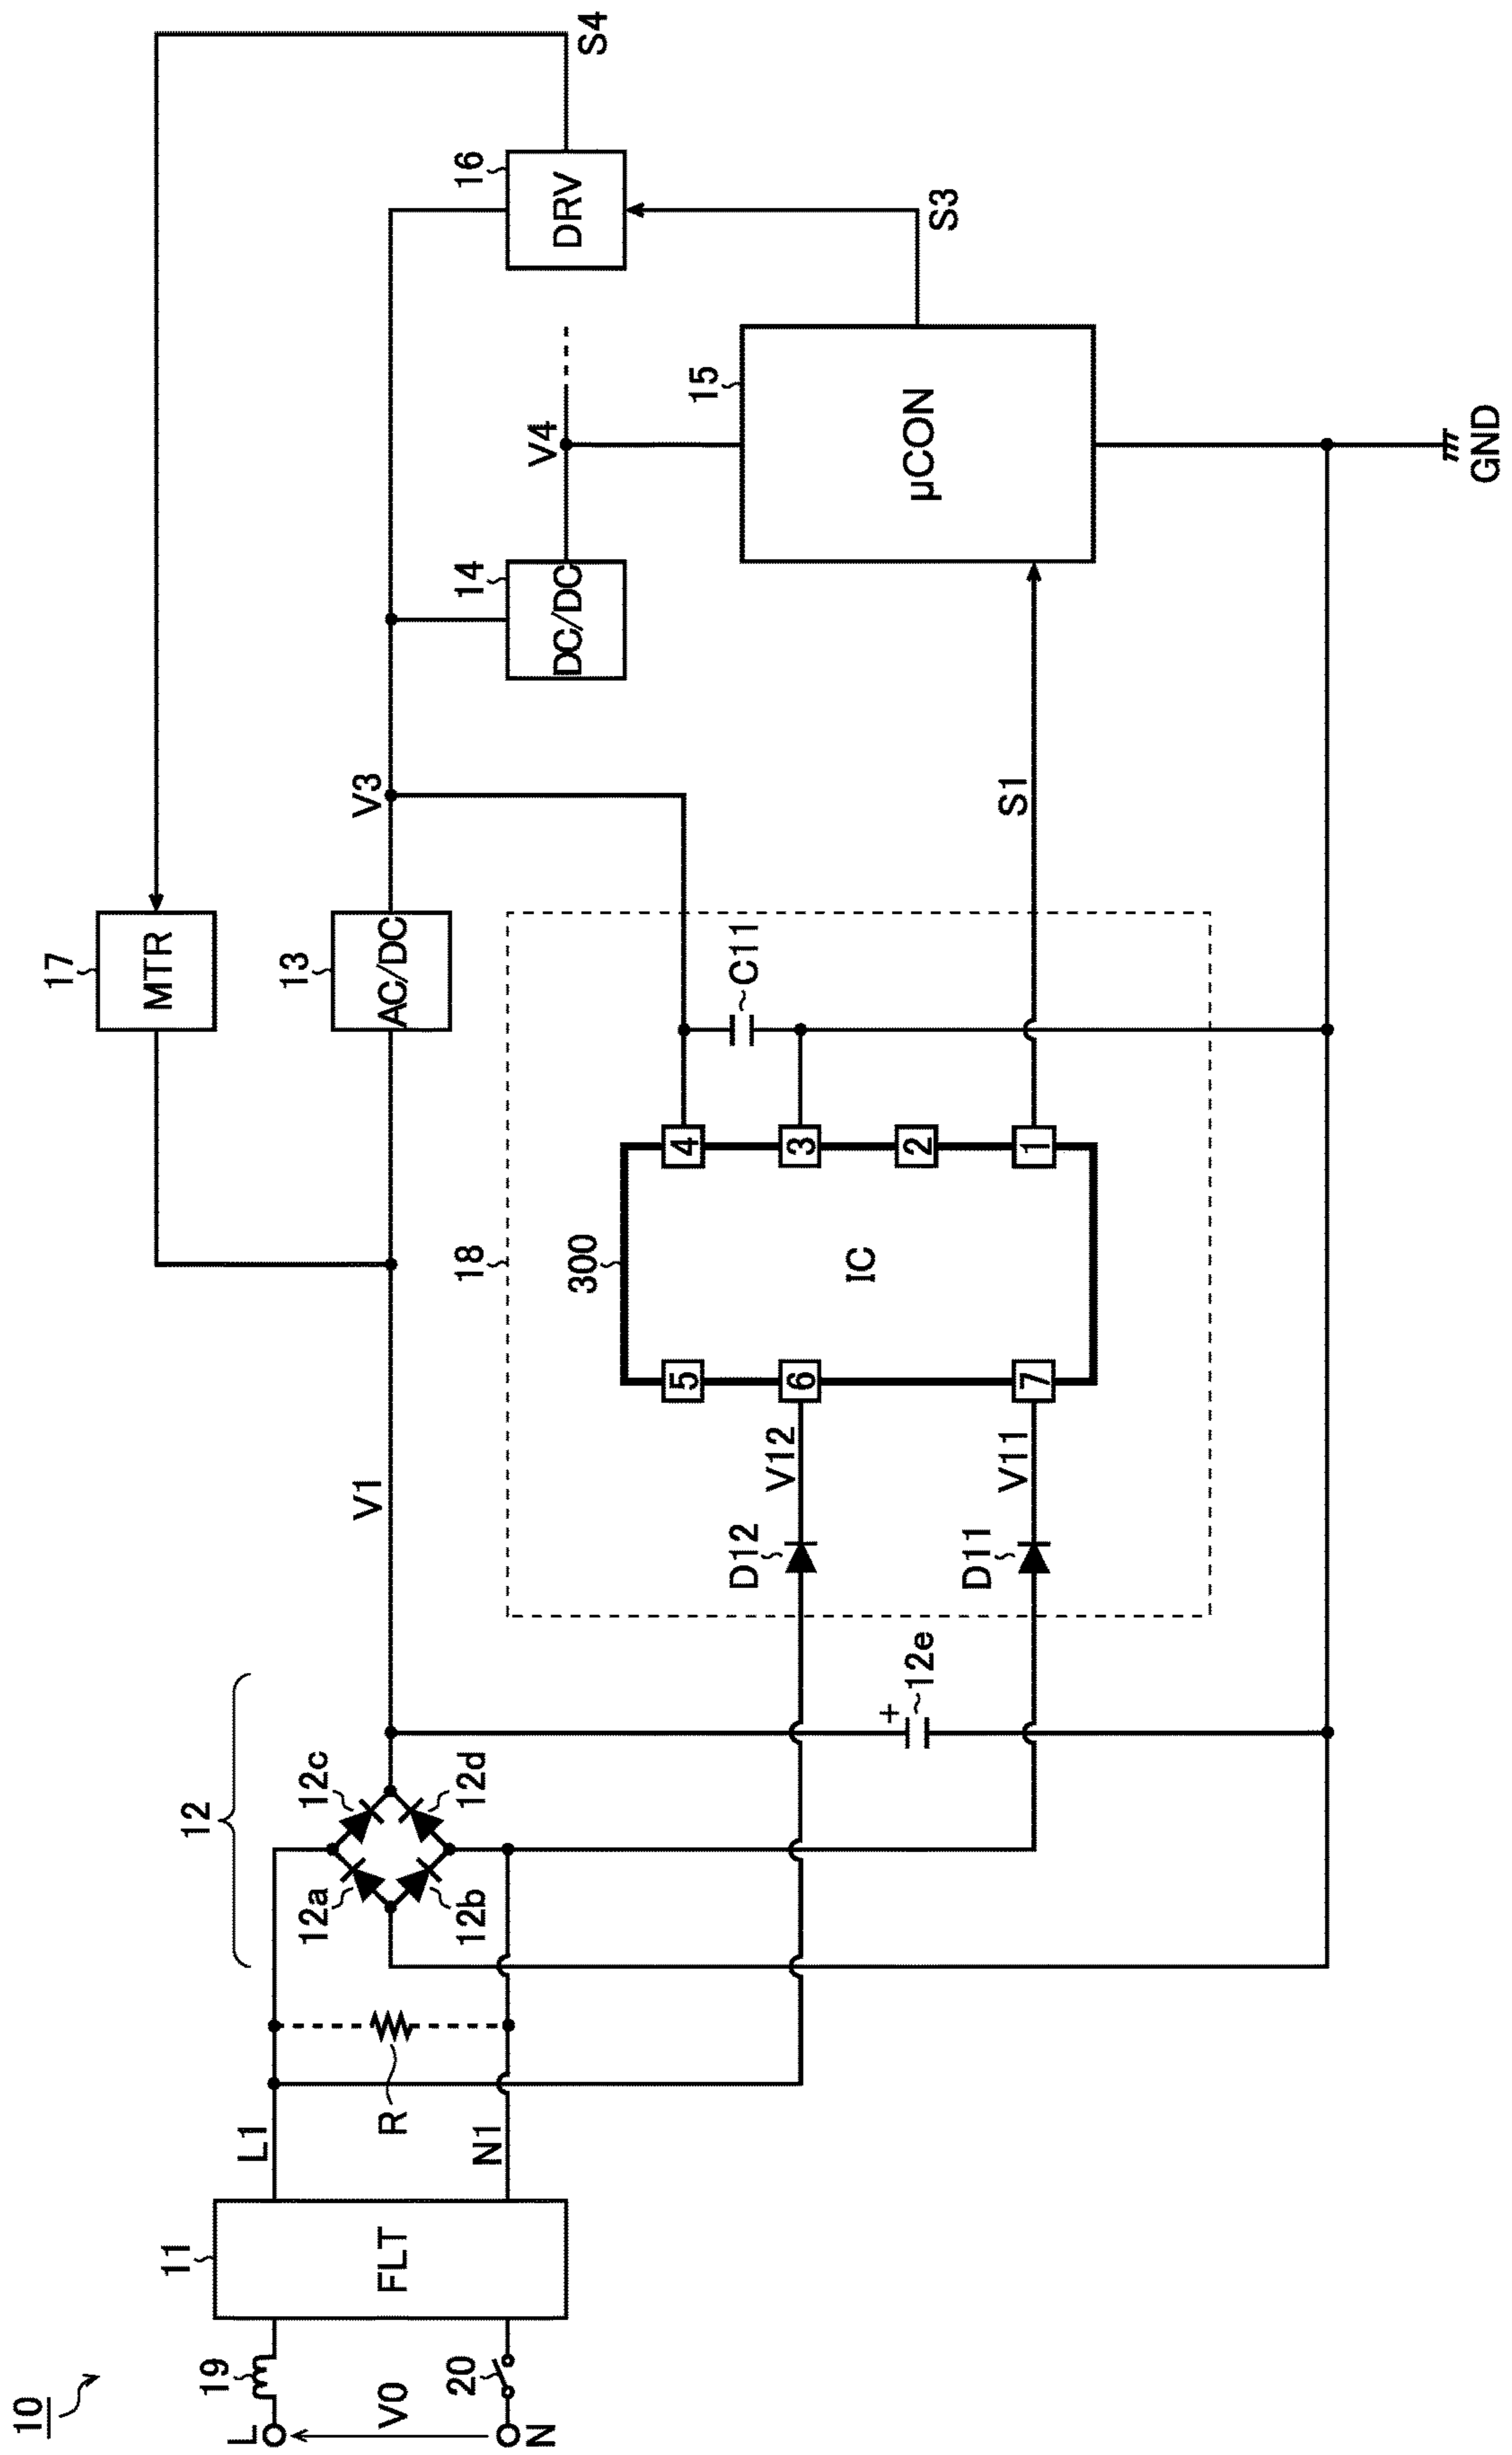 10
L
V0
N
19
20
11
FLT
L1
N1
R
12
12a
12b
12c
12d
12e
+
V1
17
MTR
13
AC/DC
V3
18
300
IC
5
6
7
4
3
2
1
D12
V12
D11
V11
C11
S1
14
DC/DC
V4
15
μCON
16
DRV
S3
S4
GND